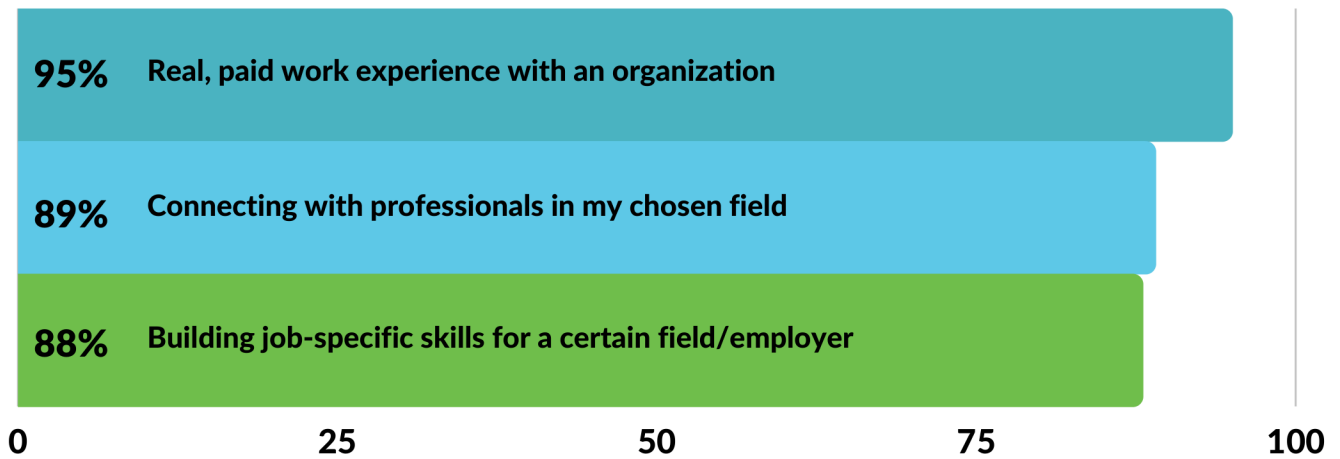 95% Real, paid work experience with an organization
89% Connecting with professionals in my chosen field
88% Building job-specific skills for a certain field/employer
0 25 50 75 100